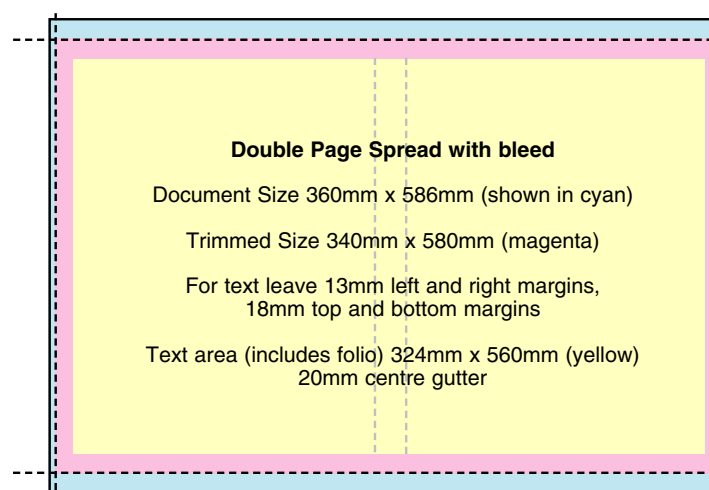 Double Page Spread with bleed
Document Size 360mm x 586mm (shown in cyan)
Trimmed Size 340mm x 580mm (magenta)
For text leave 13mm left and right margins,
18mm top and bottom margins
Text area (includes folio) 324mm x 560mm (yellow)
20mm centre gutter